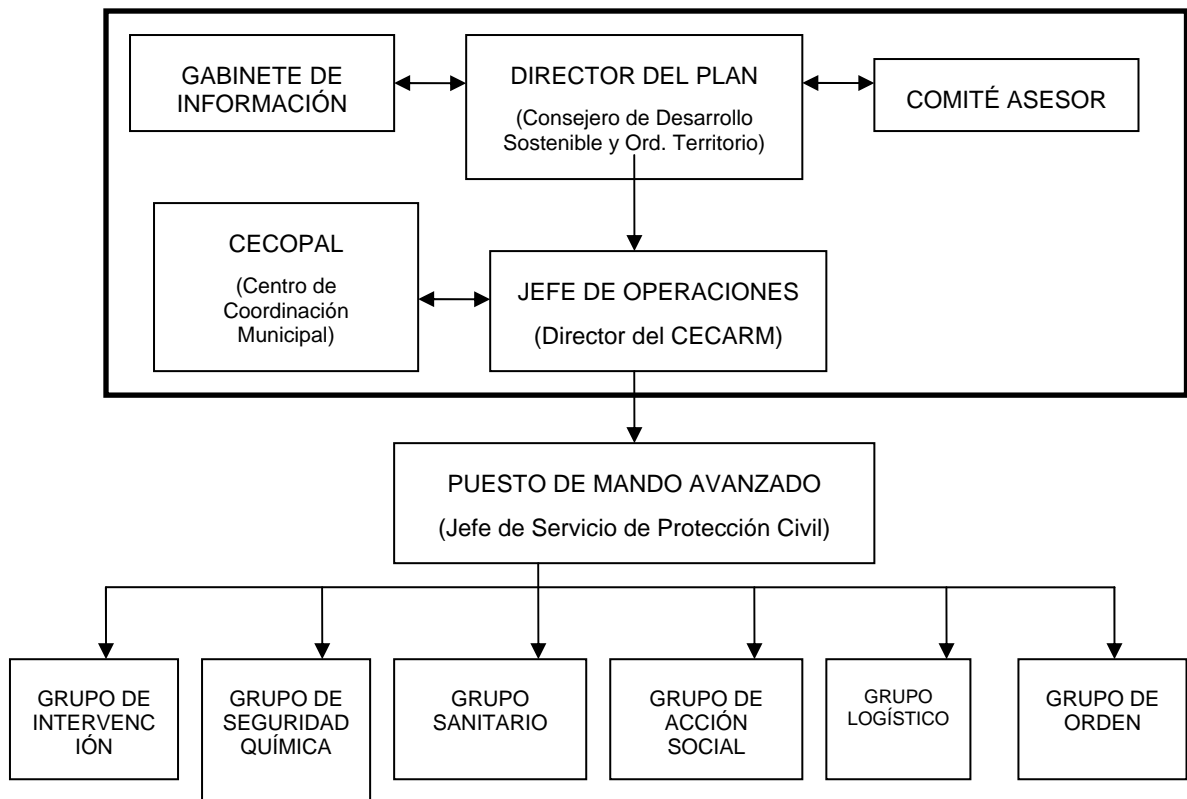 GABINETE DE
INFORMACIÓN
DIRECTOR DEL PLAN
(Consejero de Desarrollo
Sostenible y Ord. Territorio)
COMITÉ ASESOR
CECOPAL
(Centro de
Coordinación
Municipal)
JEFE DE OPERACIONES
(Director del CECARM)
PUESTO DE MANDO AVANZADO
(Jefe de Servicio de Protección Civil)
GRUPO DE
INTERVENC
IÓN
GRUPO DE
SEGURIDAD
QUÍMICA
GRUPO
SANITARIO
GRUPO DE
ACCIÓN
SOCIAL
GRUPO
LOGÍSTICO
GRUPO DE
ORDEN